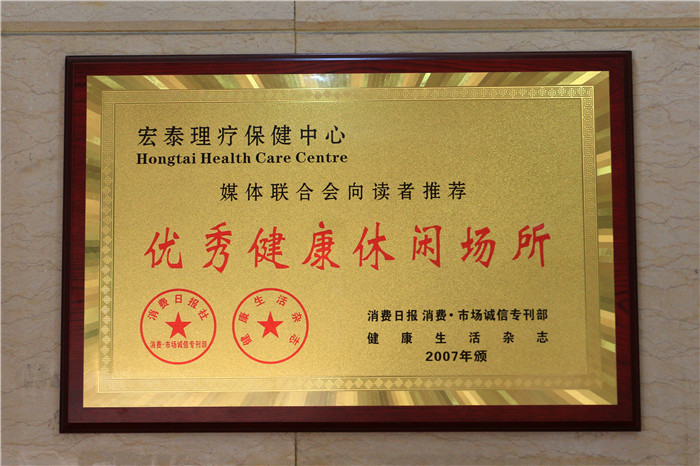 宏泰理疗保健中心
Hongtai Health Care Centre
媒体联合会向读者推荐
优秀健康休闲场所
消费日报社
消费·市场诚信专刊部
健康生活杂志
消费日报 消费·市场诚信专刊部
健康生活杂志
2007年颁